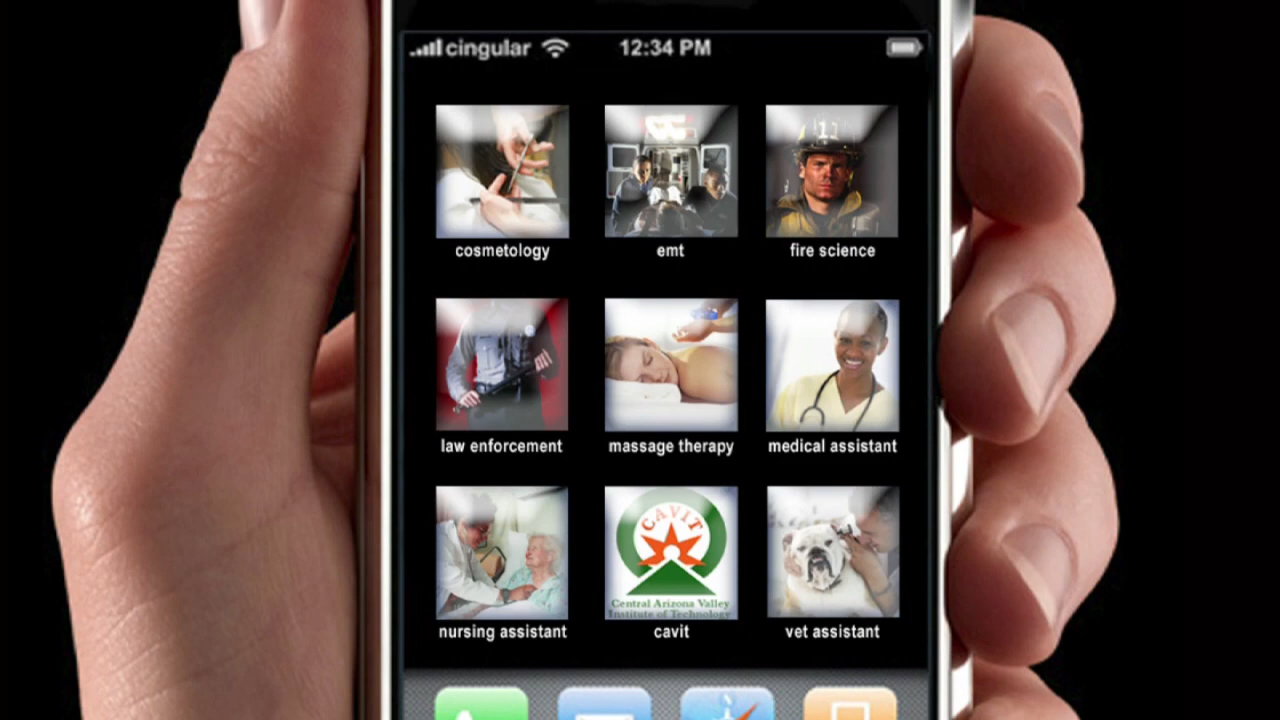 cingular 12:34 PM
11
cosmetology emt fire science
law enforcement massage therapy medical assistant
CAVIT
Central Arizona Valley
Institute of Technology
nursing assistant cavit vet assistant